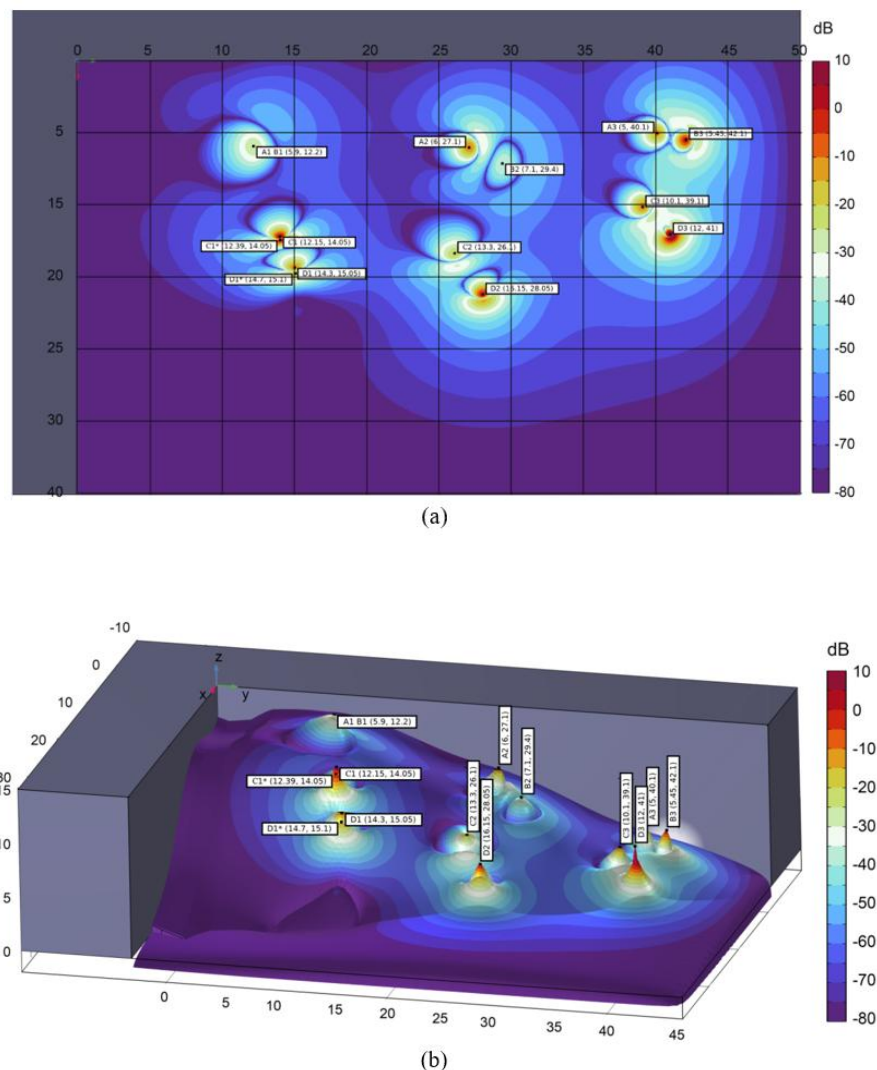 dB
0 5 10 15 20 25 30 35 40 45 50
10
0
-10
-20
-30
-40
-50
-60
-70
-80
5
10
15
20
25
30
35
40
A1 B1 (5.9, 12.2)
A2 (6, 27.1)
B2 (7.1, 29.4)
A3 (5, 40.1)
B3 (5.45, 42.1)
C1* (12.39, 14.05)
C1 (12.15, 14.05)
D1* (14.7, 15.1)
D1 (14.3, 15.05)
C2 (13.3, 26.1)
D2 (16.15, 28.05)
C3 (10.1, 39.1)
D3 (12, 41)
(a)
dB
10
0
-10
-20
-30
-40
-50
-60
-70
-80
-10
0
10
20
30
z
x
y
15
10
5
0
A1 B1 (5.9, 12.2)
C1* (12.39, 14.05)
C1 (12.15, 14.05)
D1* (14.7, 15.1)
D1 (14.3, 15.05)
C2 (13.3, 26.1)
D2 (16.15, 28.05)
A2 (6, 27.1)
B2 (7.1, 29.4)
C3 (10.1, 39.1)
D3 (12, 41)
A3 (5, 40.1)
B3 (5.45, 42.1)
0 5 10 15 20 25 30 35 40 45
(b)